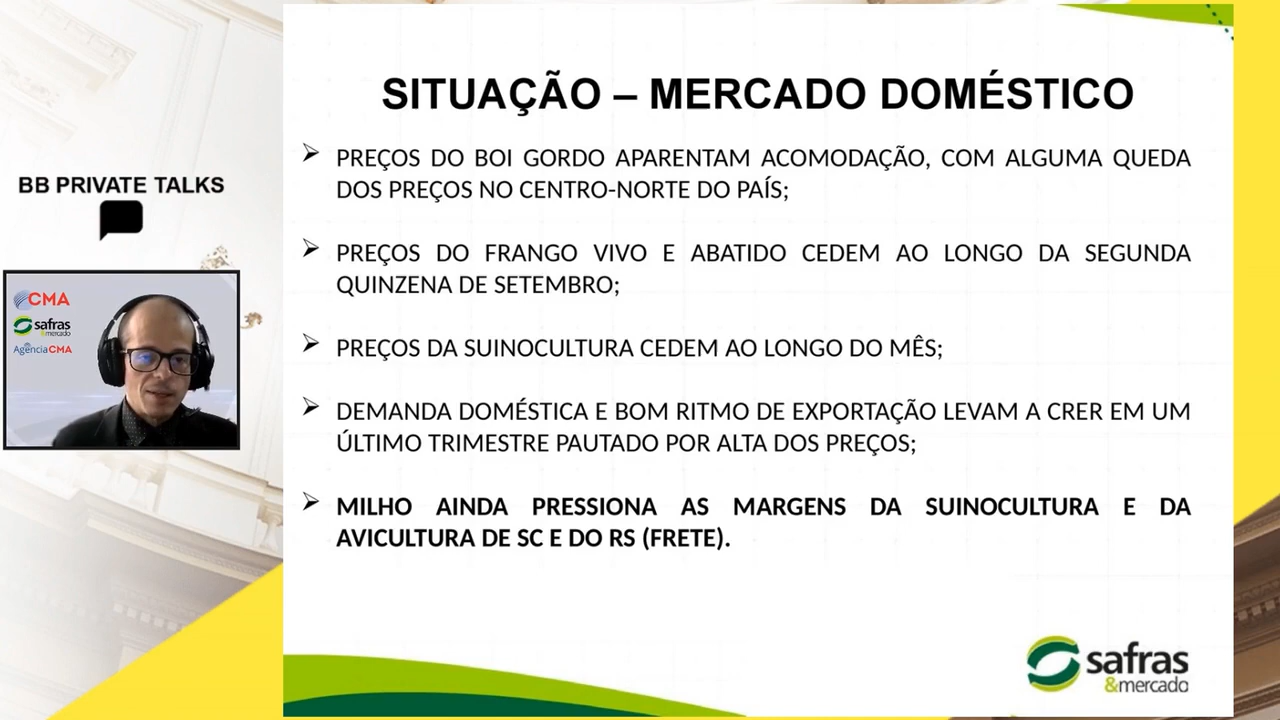 SITUAÇÃO – MERCADO DOMÉSTICO
PREÇOS DO BOI GORDO APARENTAM ACOMODAÇÃO, COM ALGUMA QUEDA
DOS PREÇOS NO CENTRO-NORTE DO PAÍS;
PREÇOS DO FRANGO VIVO E ABATIDO CEDEM AO LONGO DA SEGUNDA
QUINZENA DE SETEMBRO;
PREÇOS DA SUINOCULTURA CEDEM AO LONGO DO MÊS;
DEMANDA DOMÉSTICA E BOM RITMO DE EXPORTAÇÃO LEVAM A CRER EM UM
ÚLTIMO TRIMESTRE PAUTADO POR ALTA DOS PREÇOS;
MILHO AINDA PRESSIONA AS MARGENS DA SUINOCULTURA E DA
AVICULTURA DE SC E DO RS (FRETE).
BB PRIVATE TALKS
CMA
safras
&mercado
Agência CMA
safras
&mercado